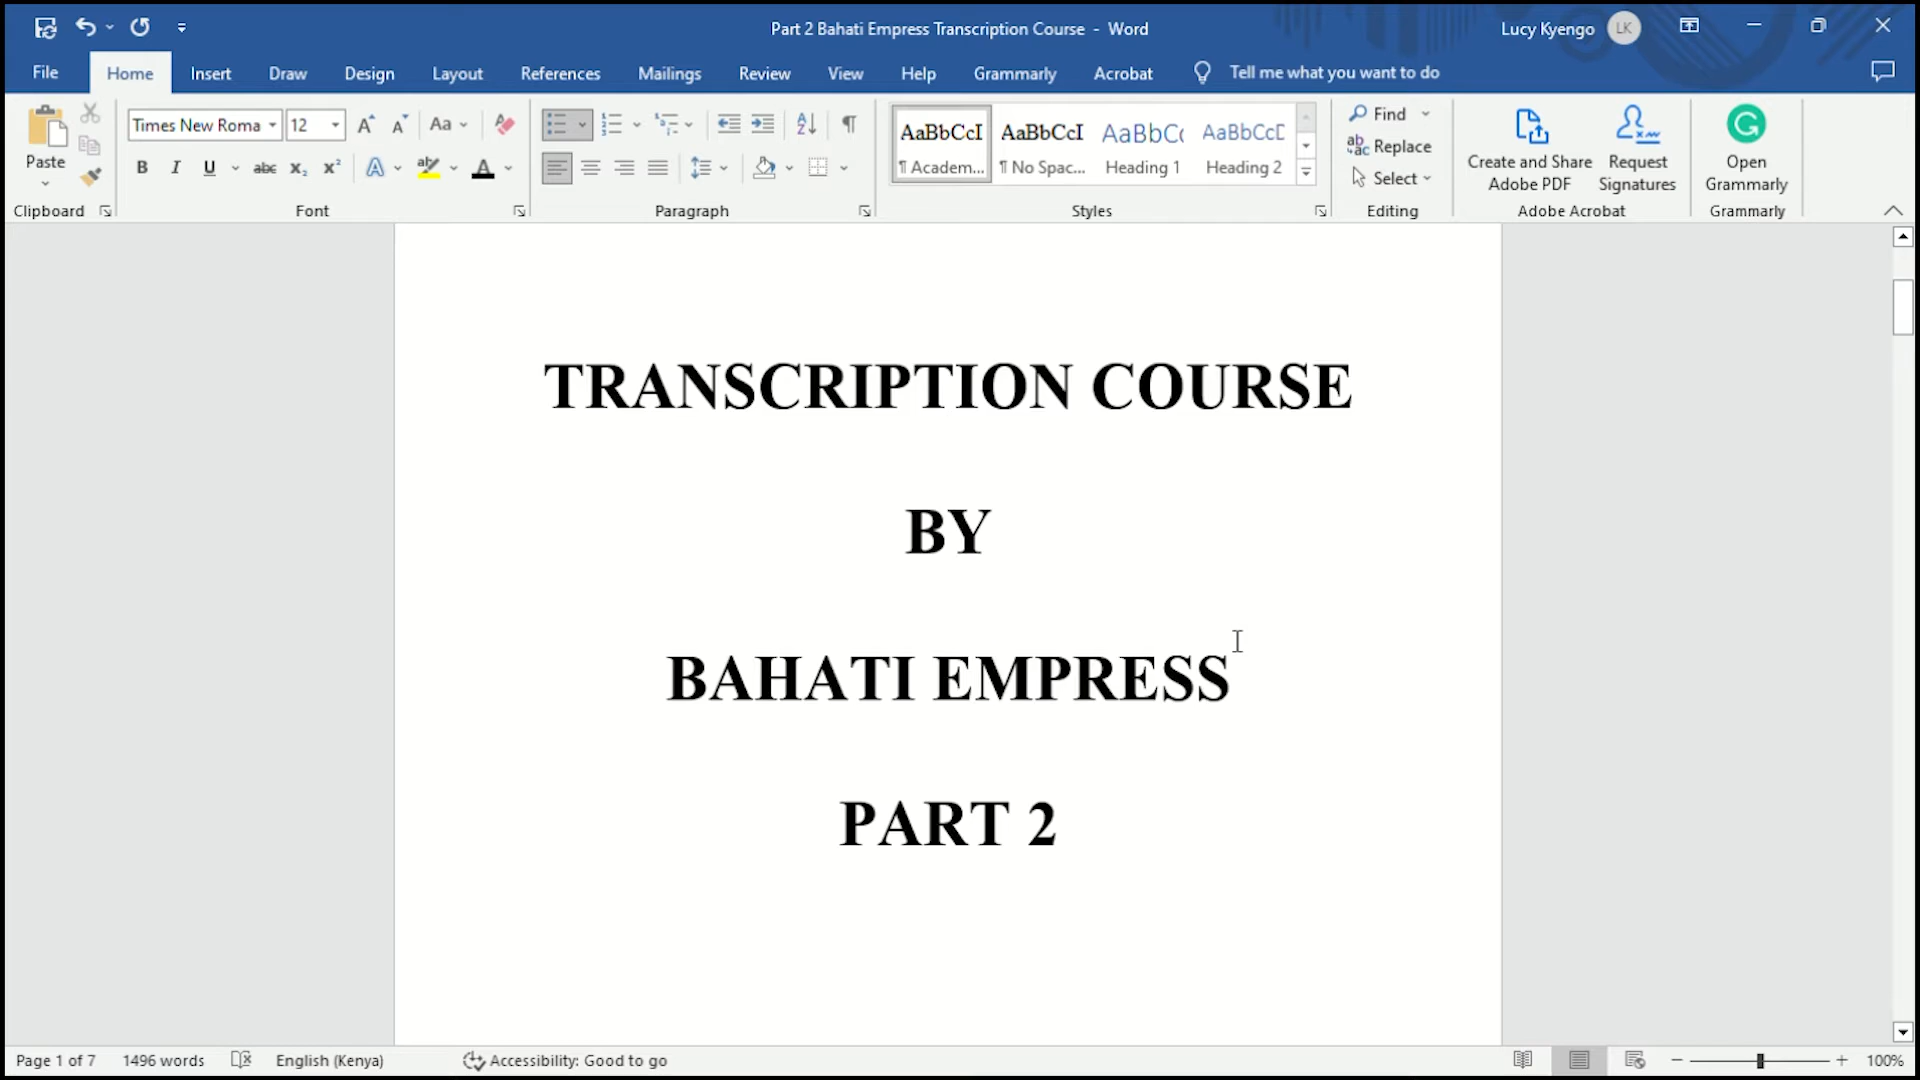 Part 2 Bahati Empress Transcription Course - Word
Lucy Kyengo
LK
File
Home
Insert
Draw
Design
Layout
References
Mailings
Review
View
Help
Grammarly
Acrobat
Tell me what you want to do
Paste
Clipboard
Times New Roma
12
Font
Paragraph
AaBbCcI
¶ Academ...
AaBbCcI
¶ No Spac...
AaBbCc
Heading 1
AaBbCcD
Heading 2
Styles
Find
Replace
Select
Editing
Create and Share
Adobe PDF
Request
Signatures
Adobe Acrobat
Open
Grammarly
Grammarly
TRANSCRIPTION COURSE
BY
BAHATI EMPRESS
PART 2
Page 1 of 7
1496 words
English (Kenya)
Accessibility: Good to go
100%